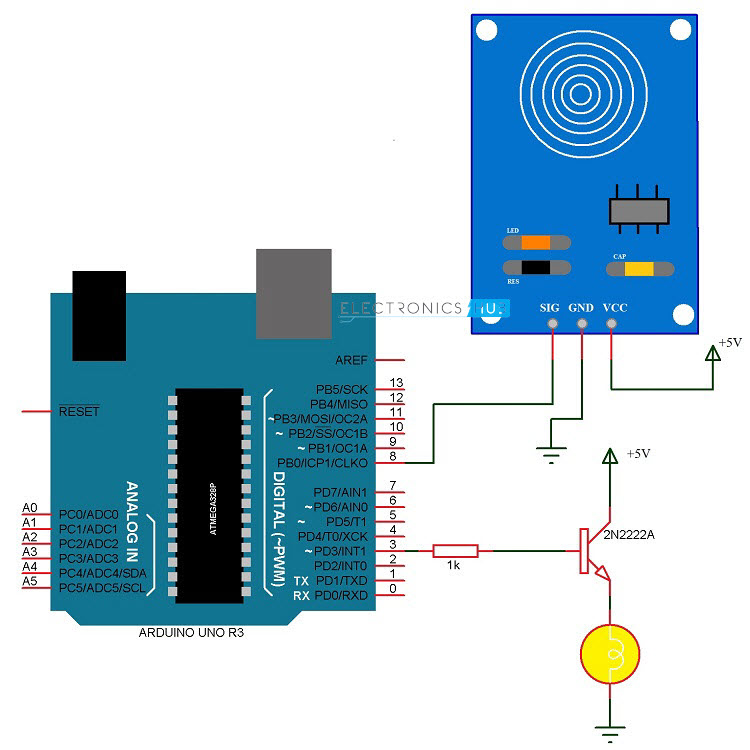 LED
RES
CAP
SIG GND VCC
+5V
ELECTRONICS HUB
AREF
RESET
PB5/SCK 13
PB4/MISO 12
~PB3/MOSI/OC2A 11
~ PB2/SS/OC1B 10
~ PB1/OC1A 9
PB0/ICP1/CLKO 8
PD7/AIN1 7
~ PD6/AIN0 6
~ PD5/T1 5
PD4/T0/XCK 4
~ PD3/INT1 3
PD2/INT0 2
TX PD1/TXD 1
RX PD0/RXD 0
A0 PC0/ADC0
A1 PC1/ADC1
A2 PC2/ADC2
A3 PC3/ADC3
A4 PC4/ADC4/SDA
A5 PC5/ADC5/SCL
ANALOG IN
ATMEGA328P
DIGITAL (~PWM)
1k
+5V
2N2222A
ARDUINO UNO R3